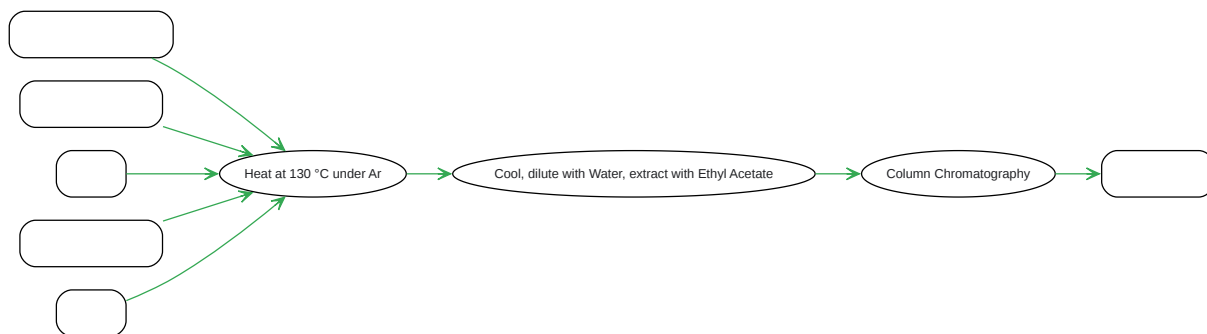 Heat at 130 °C under Ar
Cool, dilute with Water, extract with Ethyl Acetate
Column Chromatography